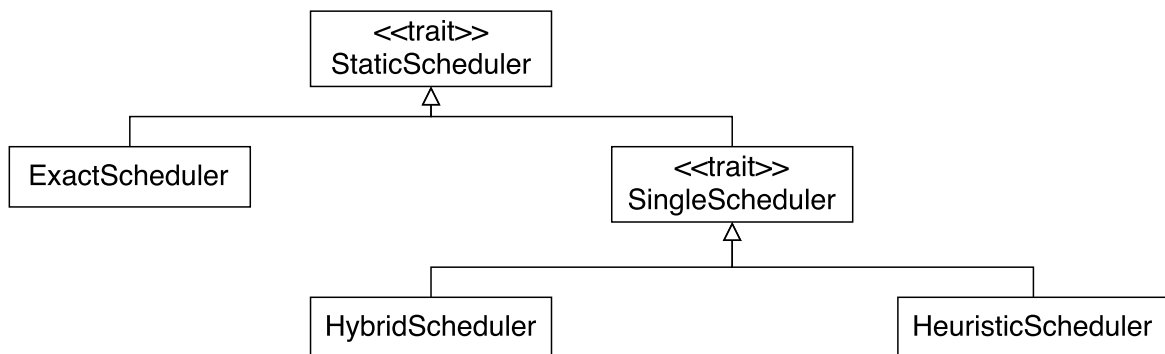 <<trait>>
StaticScheduler
ExactScheduler
<<trait>>
SingleScheduler
HybridScheduler
HeuristicScheduler